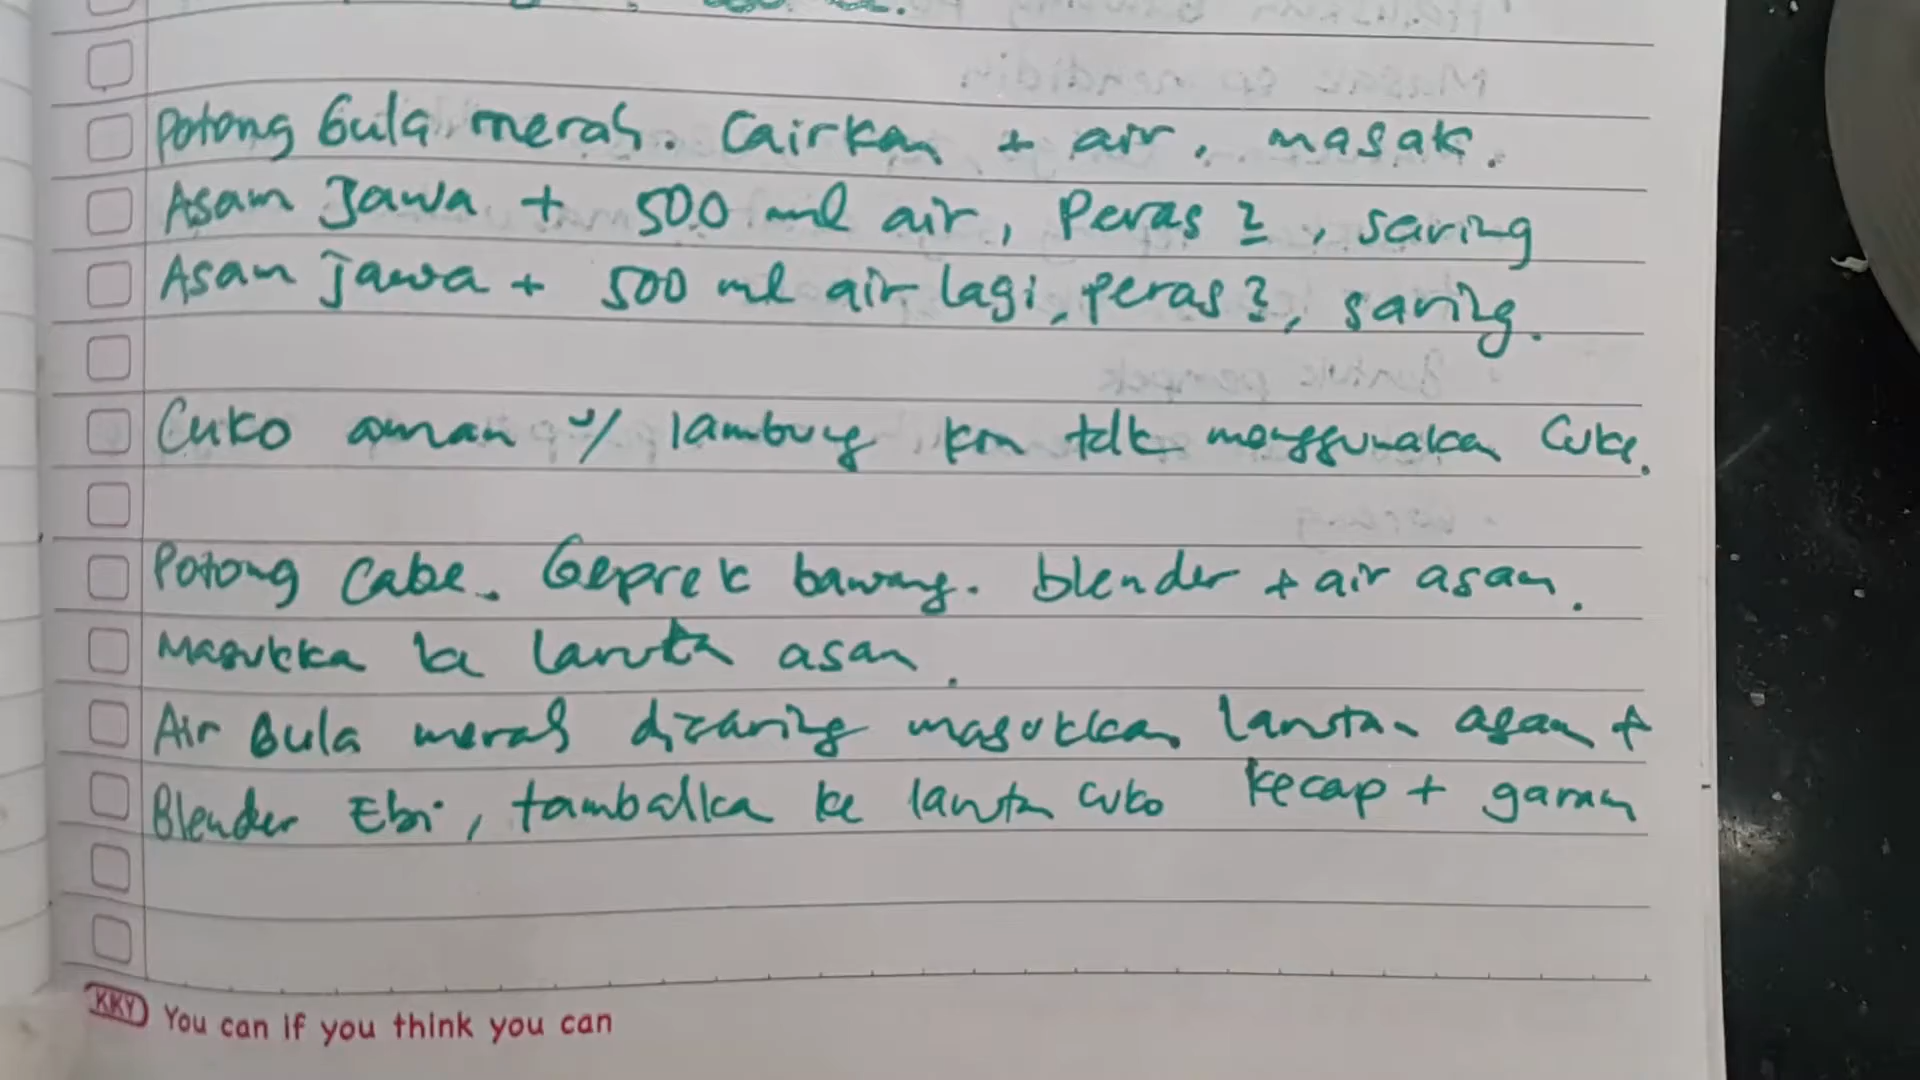 Potong Gula merah. Cairkan + air. masak.
Asam Jawa + 500 ml air, Peras 2, saring
Asam Jawa + 500 ml air lagi, peras 2, saring.
Cuko aman u/ lambung krn tdk menggunakan Cuka.
Potong Cabe. Geprek bawang. blender + air asam.
Masukka ke laruta asam.
Air Gula merah disaring masukkan larutan asam +
Blender Ebi, tambahka ke laruta cuko kecap + garam
KKY You can if you think you can